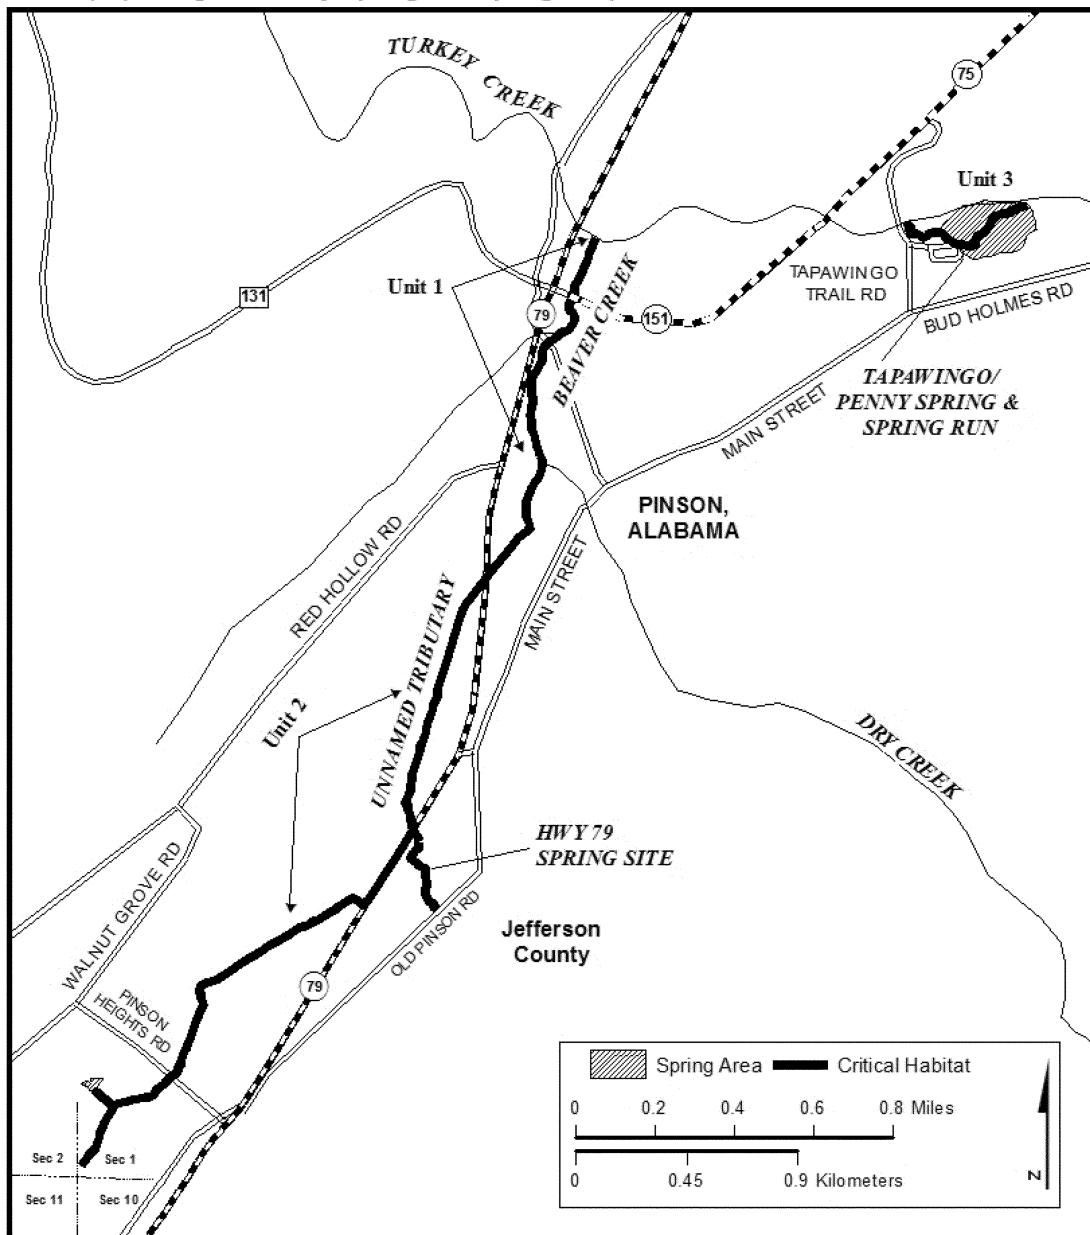 TURKEY CREEK
75
Unit 3
Unit 1
131
79
151
BEAVER CREEK
TAPAWINGO
TRAIL RD
BUD HOLMES RD
TAPAWINGO/
PENNY SPRING &
SPRING RUN
MAIN STREET
PINSON,
ALABAMA
RED HOLLOW RD
MAIN STREET
UNNAMED TRIBUTARY
Unit 2
DRY CREEK
HWY 79
SPRING SITE
WALNUT GROVE RD
OLD PINSON RD
Jefferson
County
79
PINSON
HEIGHTS RD
Spring Area
Critical Habitat
0 0.2 0.4 0.6 0.8 Miles
0 0.45 0.9 Kilometers
N
Sec 2 Sec 1
Sec 11 Sec 10